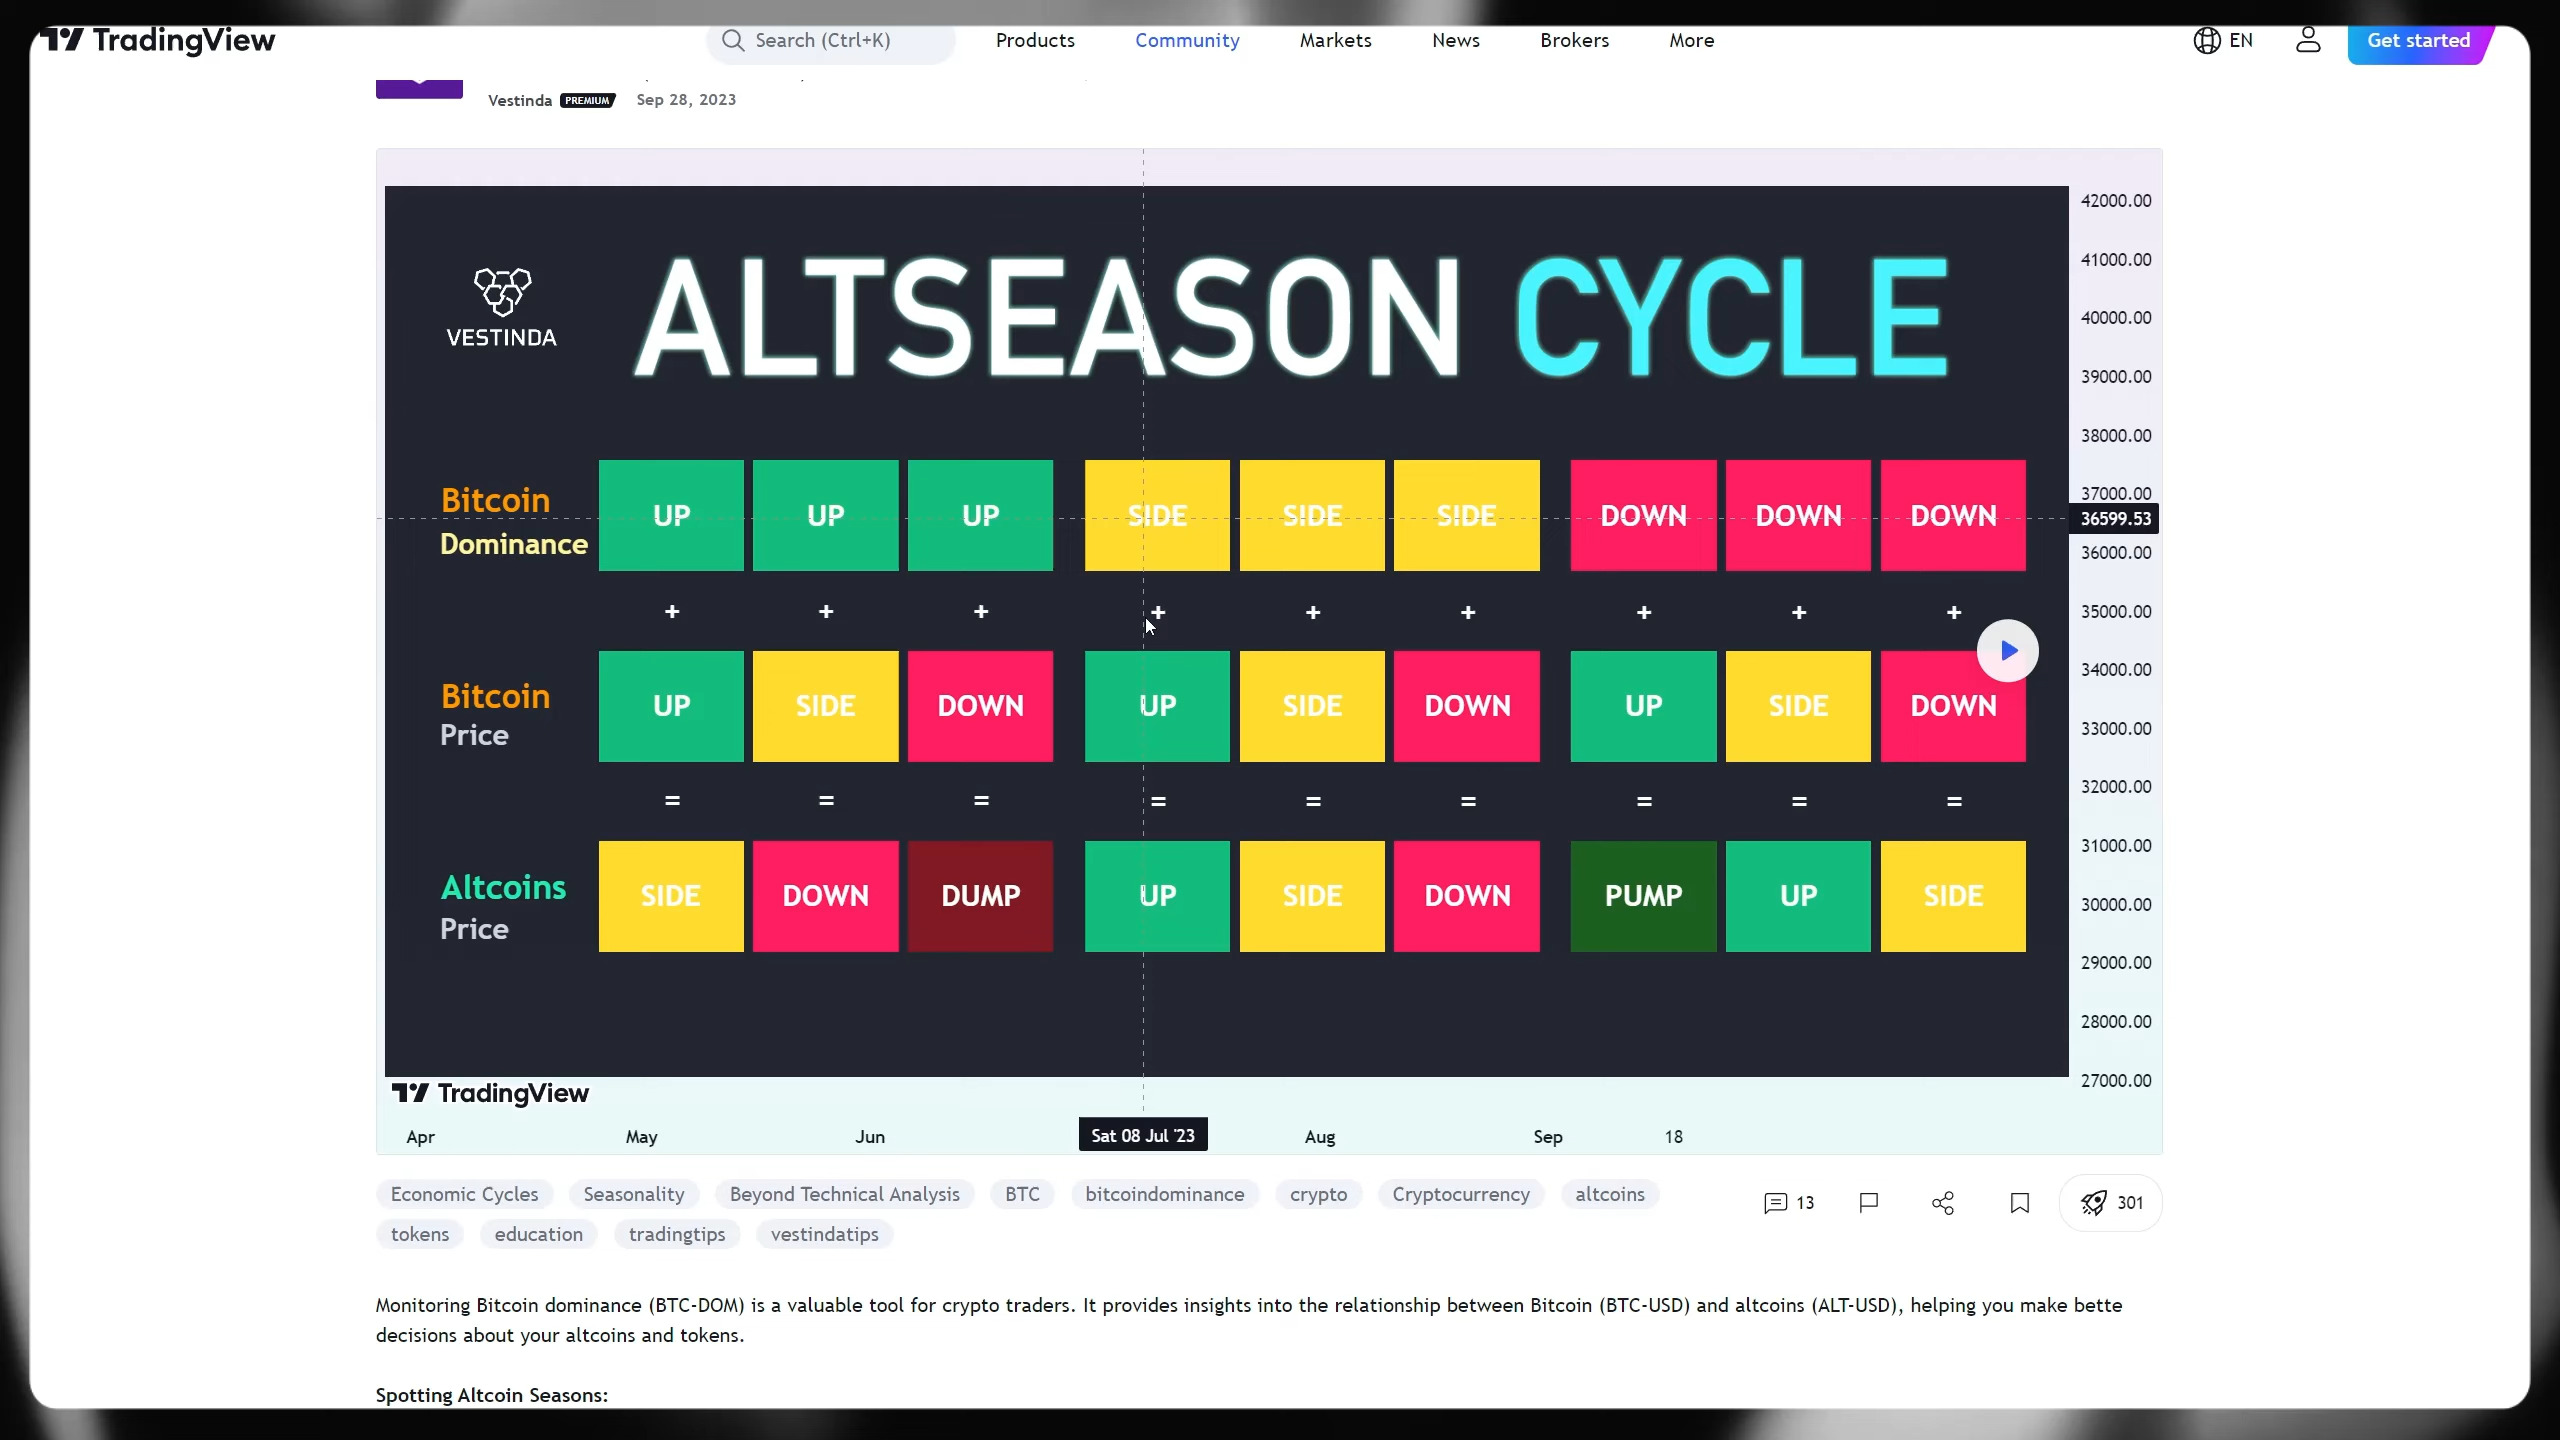 TradingView
Search (Ctrl+K)
Products
Community
Markets
News
Brokers
More
EN
Get started
Vestinda PREMIUM Sep 28, 2023
VESTINDA
ALTSEASON CYCLE
Bitcoin
Dominance
UP UP UP SIDE SIDE SIDE DOWN DOWN DOWN
+ + + + + + + + +
Bitcoin
Price
UP SIDE DOWN UP SIDE DOWN UP SIDE DOWN
= = = = = = = = =
Altcoins
Price
SIDE DOWN DUMP UP SIDE DOWN PUMP UP SIDE
42000.00
41000.00
40000.00
39000.00
38000.00
37000.00
36599.53
36000.00
35000.00
34000.00
33000.00
32000.00
31000.00
30000.00
29000.00
28000.00
27000.00
TradingView
Apr May Jun Sat 08 Jul '23 Aug Sep 18
Economic Cycles Seasonality Beyond Technical Analysis BTC bitcoindominance crypto Cryptocurrency altcoins
tokens education tradingtips vestindatips
13
301
Monitoring Bitcoin dominance (BTC-DOM) is a valuable tool for crypto traders. It provides insights into the relationship between Bitcoin (BTC-USD) and altcoins (ALT-USD), helping you make bette
decisions about your altcoins and tokens.
Spotting Altcoin Seasons: